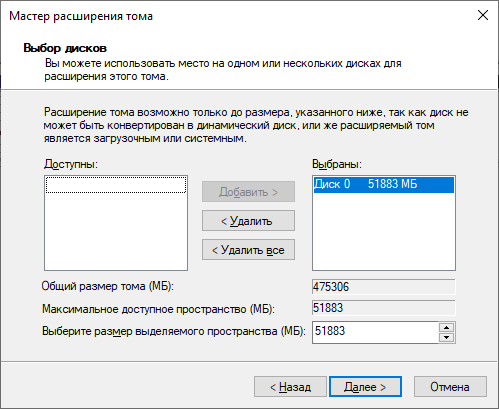 Мастер расширения тома
Выбор дисков
Вы можете использовать место на одном или нескольких дисках для
расширения этого тома.
Расширение тома возможно только до размера, указанного ниже, так как диск не
может быть конвертирован в динамический диск, или же расширяемый том
является загрузочным или системным.
Доступны:
Выбраны:
Диск 0 51883 МБ
Добавить >
< Удалить
< Удалить все
Общий размер тома (МБ): 475306
Максимальное доступное пространство (МБ): 51883
Выберите размер выделяемого пространства (МБ): 51883
< Назад
Далее >
Отмена